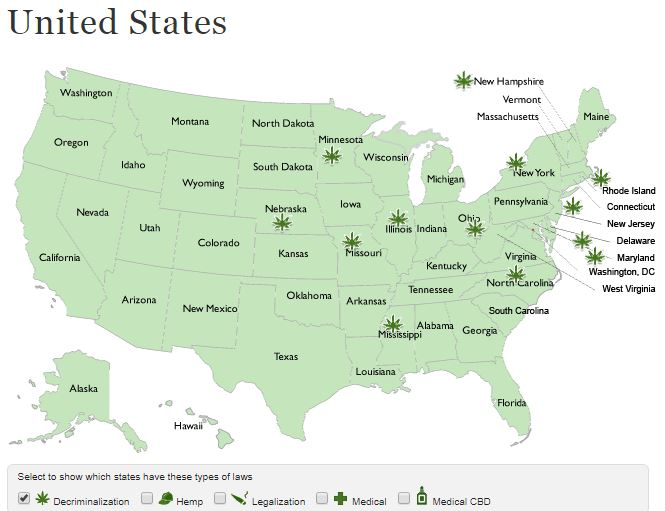 United States
New Hampshire
Washington
Vermont
Massachusetts
Maine
Montana
North Dakota
Minnesota
Oregon
Wisconsin
Idaho
South Dakota
New York
Michigan
Wyoming
Rhode Island
Pennsylvania
Connecticut
Nebraska
Iowa
Nevada
Ohio
New Jersey
Utah
Illinois
Indiana
Colorado
Delaware
Kansas
Missouri
Virginia
Maryland
California
Kentucky
Washington, DC
North Carolina
West Virginia
Tennessee
Oklahoma
Arizona
Arkansas
New Mexico
South Carolina
Alabama
Georgia
Mississippi
Texas
Louisiana
Alaska
Florida
Hawaii
Select to show which states have these types of laws
Decriminalization Hemp Legalization Medical Medical CBD